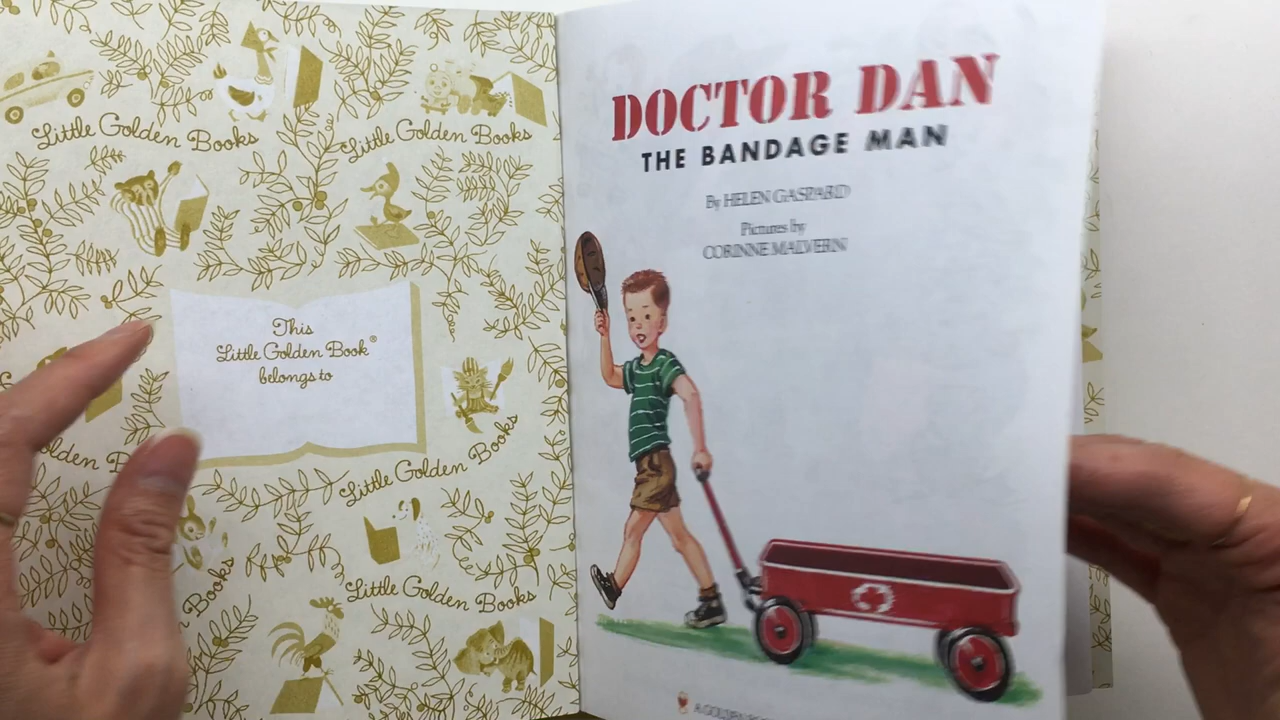 Little Golden Books
Little Golden Books
This
Little Golden Book®
belongs to
Little Golden Books
Little Golden Books
Books
DOCTOR DAN
THE BANDAGE MAN
By HELEN GASPARD
Pictures by
CORINNE MALVERN
A GOLDEN